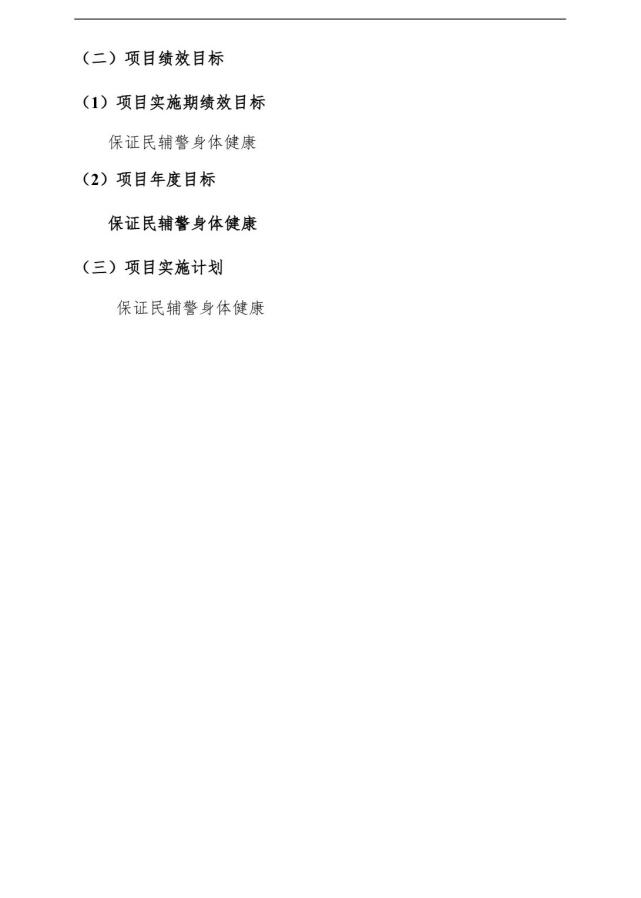 （二）项目绩效目标
（1）项目实施期绩效目标
保证民辅警身体健康
（2）项目年度目标
保证民辅警身体健康
（三）项目实施计划
保证民辅警身体健康